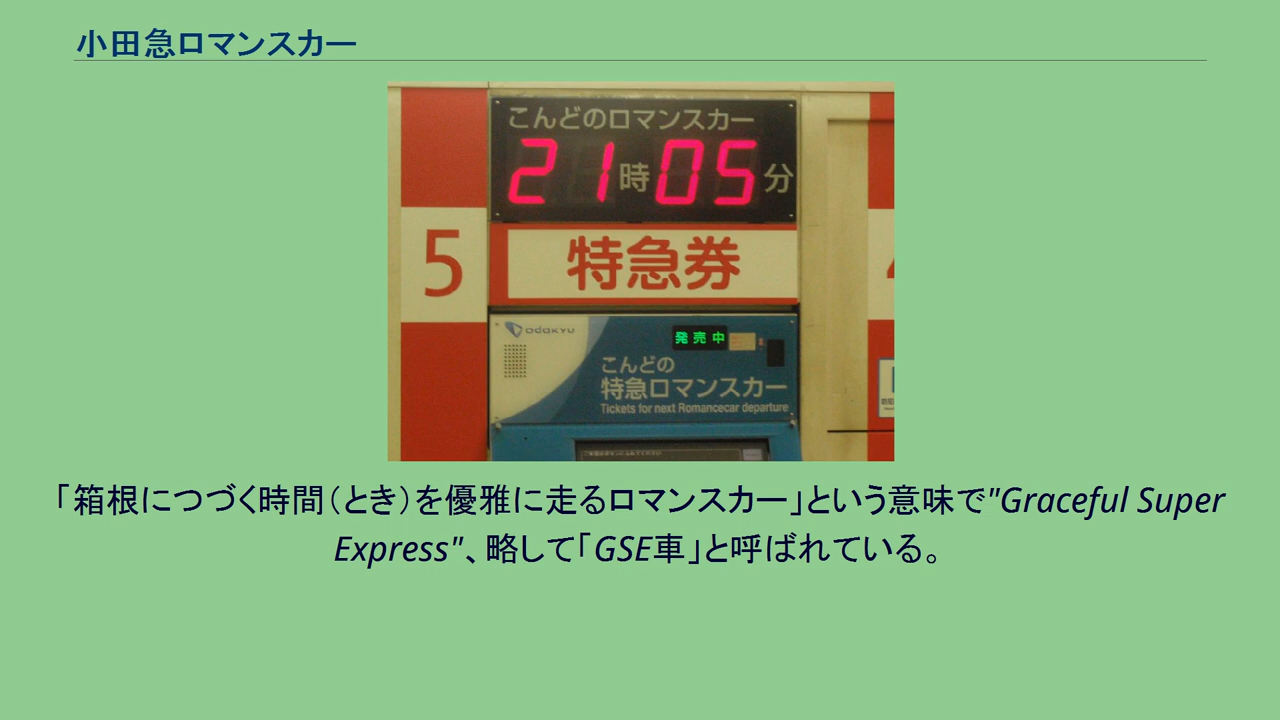 小田急ロマンスカー
こんどのロマンスカー
21時05分
5
特急券
odakyu
発売中
こんどの
特急ロマンスカー
Tickets for next Romancecar departure
「箱根につづく時間（とき）を優雅に走るロマンスカー」という意味で"Graceful Super
Express"、略して「GSE車」と呼ばれている。